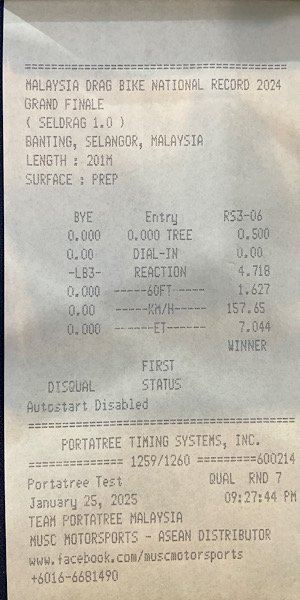 ================================
MALAYSIA DRAG BIKE NATIONAL RECORD 2024
GRAND FINALE
( SELDRAG 1.0 )
BANTING, SELANGOR, MALAYSIA
LENGTH : 201M
SURFACE : PREP
BYE Entry RS3-06
0.000 0.000 TREE 0.500
0.00 DIAL-IN 0.00
-LB3- REACTION 4.718
0.000 -----60FT ----- 1.627
0.00 -----KM/H----- 157.65
0.000 ------ET----- 7.044
WINNER
FIRST
DISQUAL STATUS
Autostart Disabled
================================
PORTATREE TIMING SYSTEMS, INC.
============= 1259/1260 =========600214
Portatree Test QUAL RND 7
January 25, 2025 09:27:44 PM
TEAM PORTATREE MALAYSIA
MUSC MOTORSPORTS - ASEAN DISTRIBUTOR
www.facebook.com/muscmotorsports
+6016-6681490